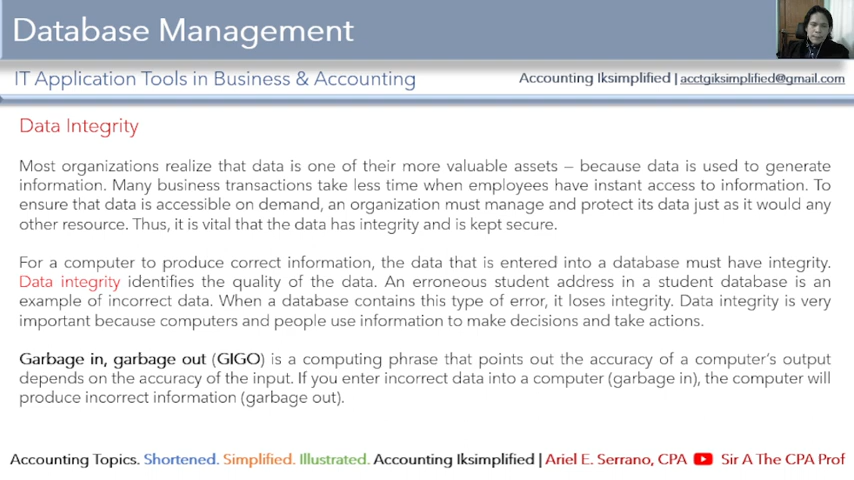 Database Management
IT Application Tools in Business & Accounting
Accounting Iksimplified | acctgiksimplified@gmail.com
Data Integrity
Most organizations realize that data is one of their more valuable assets – because data is used to generate
information. Many business transactions take less time when employees have instant access to information. To
ensure that data is accessible on demand, an organization must manage and protect its data just as it would any
other resource. Thus, it is vital that the data has integrity and is kept secure.
For a computer to produce correct information, the data that is entered into a database must have integrity.
Data integrity identifies the quality of the data. An erroneous student address in a student database is an
example of incorrect data. When a database contains this type of error, it loses integrity. Data integrity is very
important because computers and people use information to make decisions and take actions.
Garbage in, garbage out (GIGO) is a computing phrase that points out the accuracy of a computer's output
depends on the accuracy of the input. If you enter incorrect data into a computer (garbage in), the computer will
produce incorrect information (garbage out).
Accounting Topics. Shortened. Simplified. Illustrated. Accounting Iksimplified | Ariel E. Serrano, CPA Sir A The CPA Prof